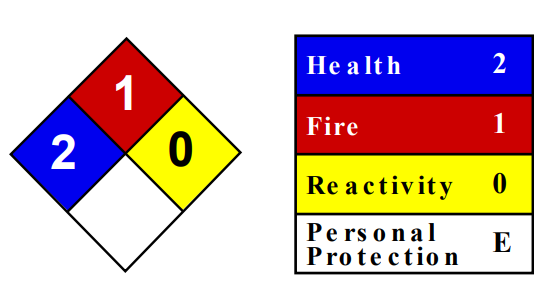 1
2 0
Health 2
Fire 1
Reactivity 0
Personal
Protection E